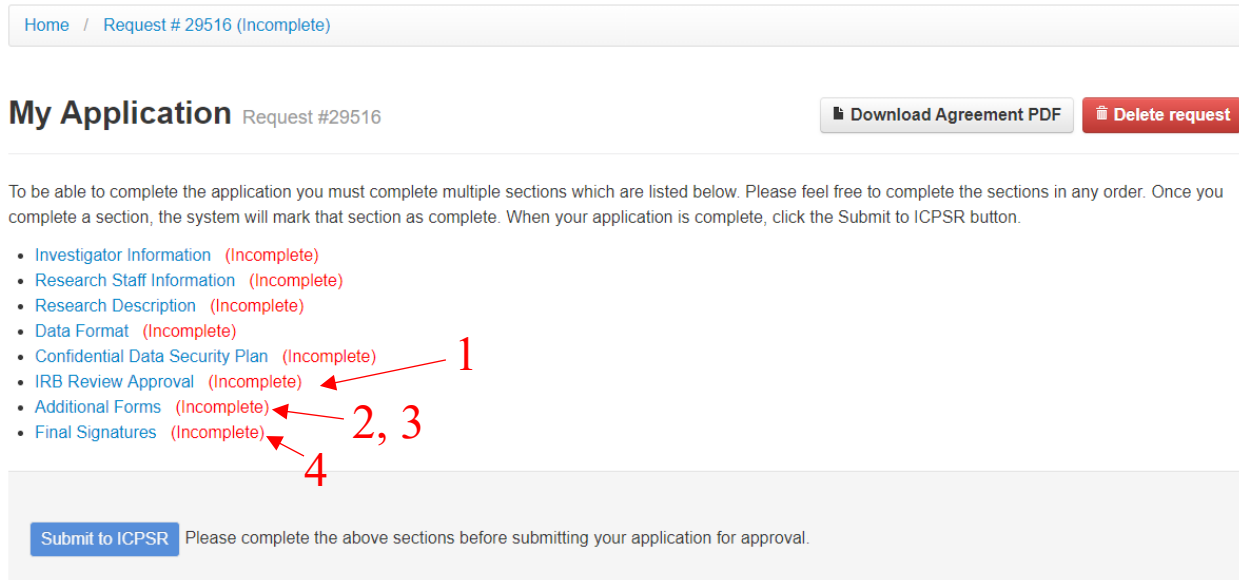 Home / Request # 29516 (Incomplete)
My Application Request #29516
Download Agreement PDF
Delete request
To be able to complete the application you must complete multiple sections which are listed below. Please feel free to complete the sections in any order. Once you
complete a section, the system will mark that section as complete. When your application is complete, click the Submit to ICPSR button.
• Investigator Information (Incomplete)
• Research Staff Information (Incomplete)
• Research Description (Incomplete)
• Data Format (Incomplete)
• Confidential Data Security Plan (Incomplete)
1
• IRB Review Approval (Incomplete)
• Additional Forms (Incomplete)
2, 3
• Final Signatures (Incomplete)
4
Submit to ICPSR Please complete the above sections before submitting your application for approval.